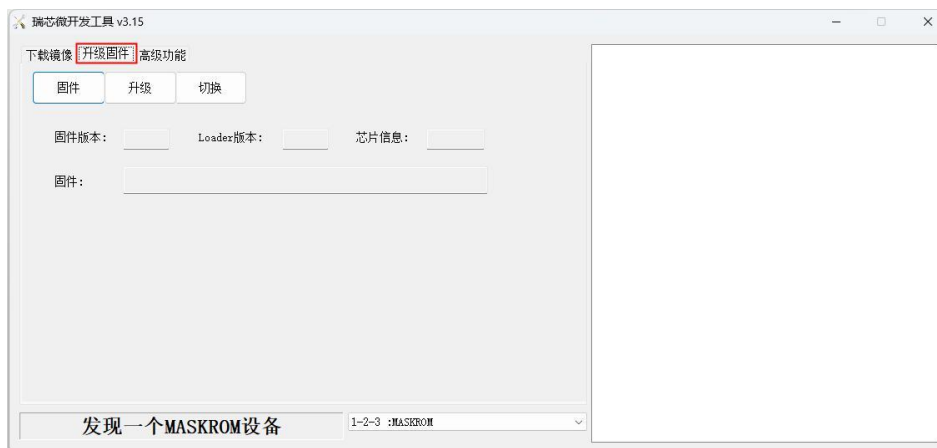 瑞芯微开发工具 v3.15
下载镜像 升级固件 高级功能
固件 升级 切换
固件版本: Loader版本: 芯片信息:
固件:
发现一个MASKROM设备 1-2-3 :MASKROM